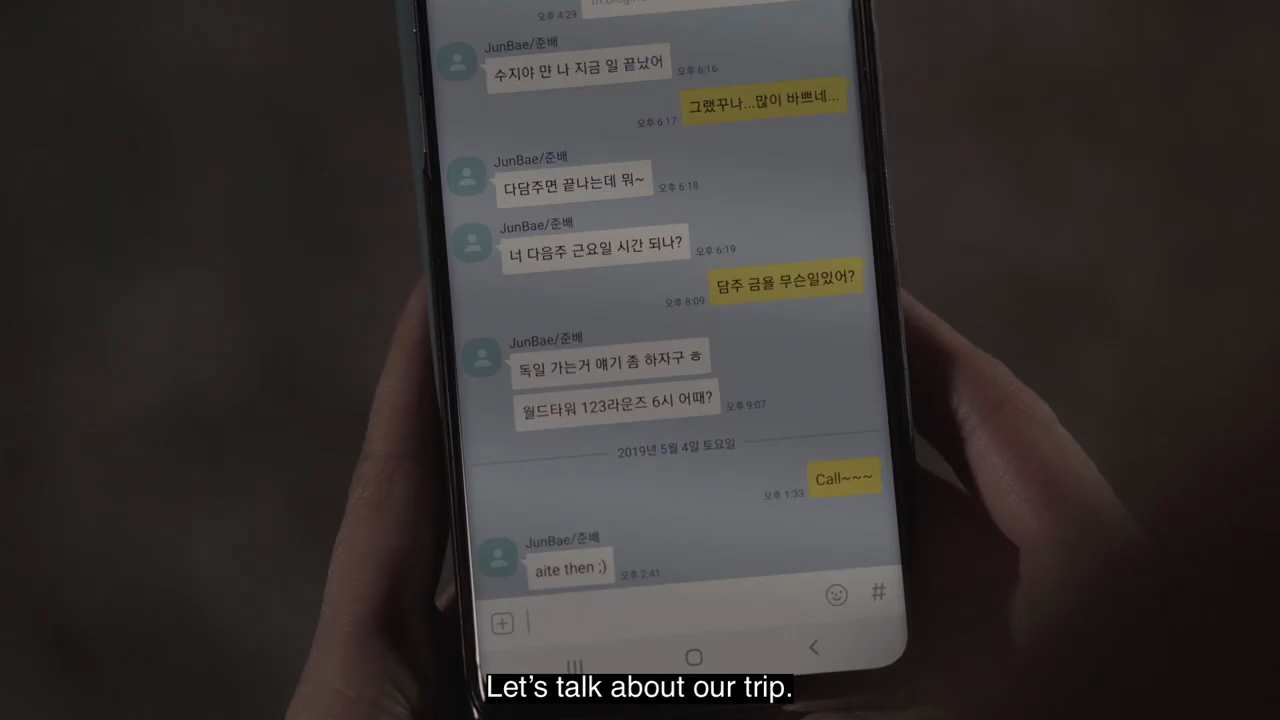 오후 4:29
JunBae/준배
수지야 먄 나 지금 일 끝났어
오후 6:16
그랬꾸나...많이 바쁘네...
오후 6:17
JunBae/준배
다담주면 끝나는데 뭐~
오후 6:18
JunBae/준배
너 다음주 근요일 시간 되나?
오후 6:19
담주 금욜 무슨일있어?
오후 8:09
JunBae/준배
독일 가는거 얘기 좀 하자구 ㅎ
월드타워 123라운즈 6시 어때?
오후 9:07
2019년 5월 4일 토요일
Call~~~
오후 1:33
JunBae/준배
aite then ;)
오후 2:41
#
Let's talk about our trip.